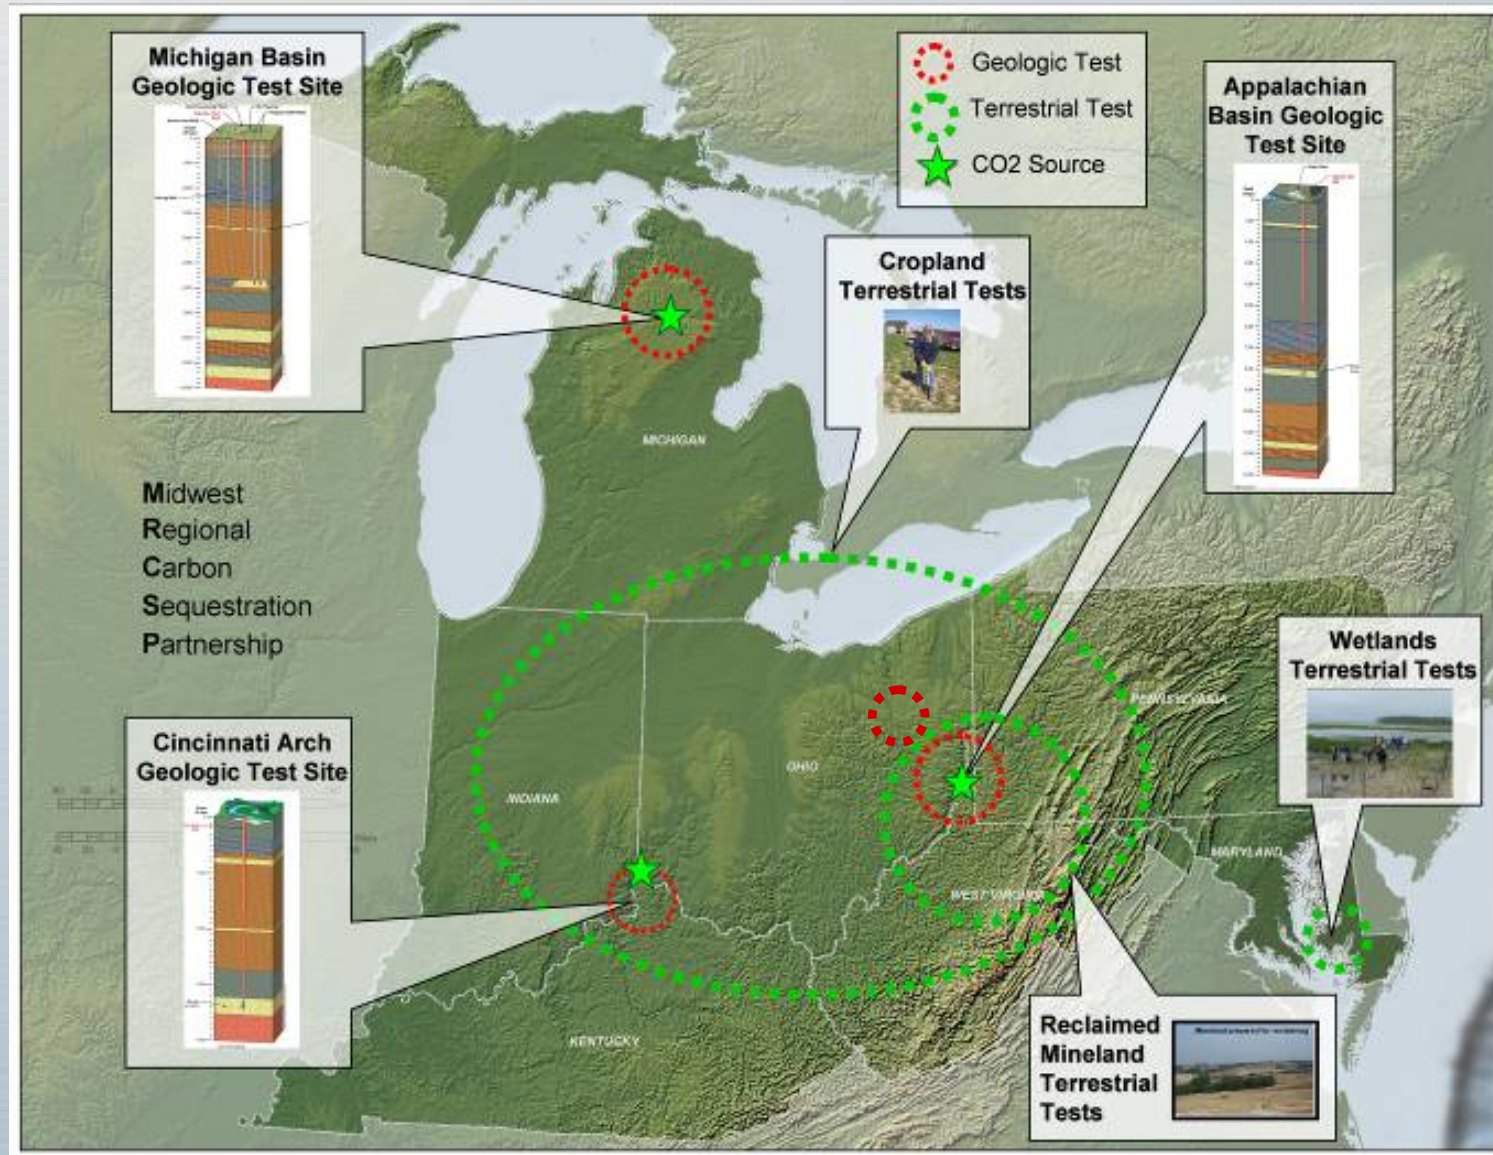 Michigan Basin
Geologic Test Site
Geologic Test
Terrestrial Test
CO2 Source
Appalachian
Basin Geologic
Test Site
Cropland
Terrestrial Tests
MICHIGAN
Midwest
Regional
Carbon
Sequestration
Partnership
Wetlands
Terrestrial Tests
PENNSYLVANIA
Cincinnati Arch
Geologic Test Site
OHIO
INDIANA
MARYLAND
WEST VIRGINIA
KENTUCKY
Reclaimed
Mineland
Terrestrial
Tests